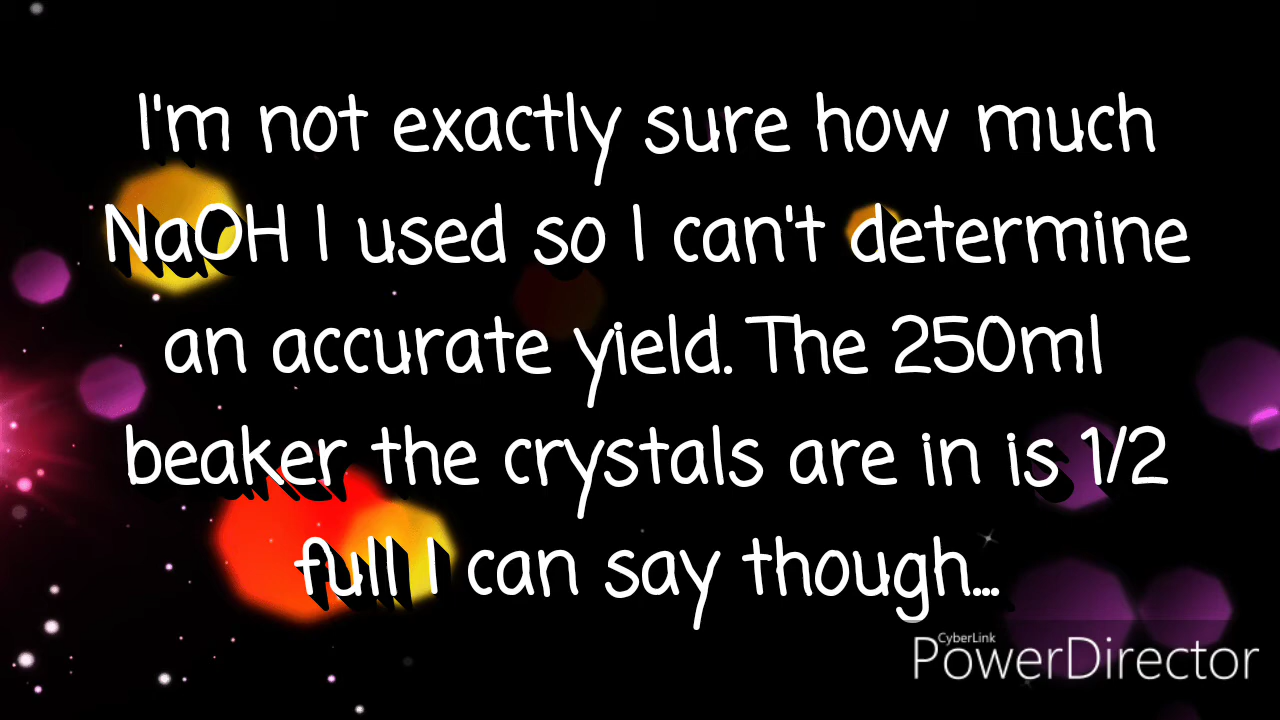 I'm not exactly sure how much
NaOH I used so I can't determine
an accurate yield. The 250ml
beaker the crystals are in is 1/2
full I can say though...
CyberLink
PowerDirector